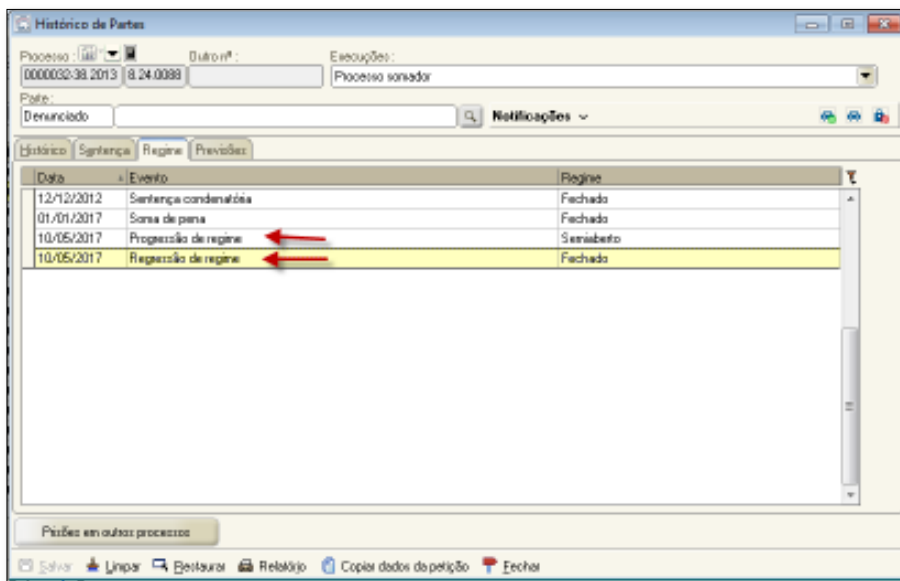 Histórico de Partes
Processo : Outro nº : Execuções :
0000032-38.2013 8.24.0088 Processo somador
Parte :
Denunciado Notificações
Histórico Sentença Regime Previsões
Data Evento Regime
12/12/2012 Sentença condenatória Fechado
01/01/2017 Soma de pena Fechado
10/05/2017 Progressão de regime Semiaberto
10/05/2017 Regressão de regime Fechado
Prisões em outros processos
Salvar Limpar Restaurar Relatório Copiar dados da petição Fechar